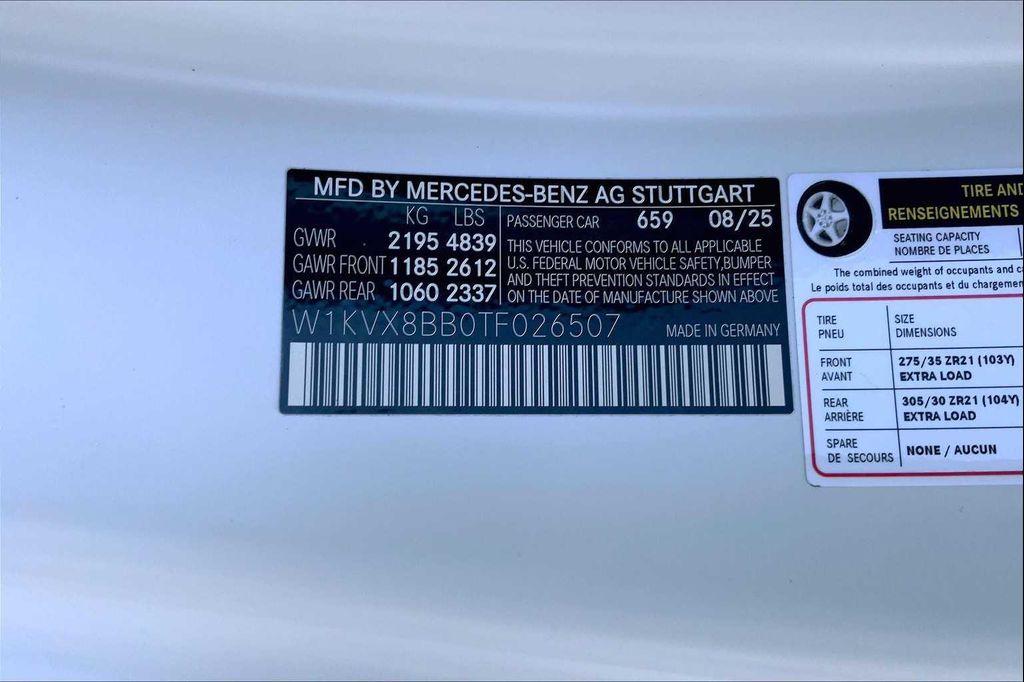 MFD BY MERCEDES-BENZ AG STUTTGART
KG LBS
GVWR 2195 4839
GAWR FRONT 1185 2612
GAWR REAR 1060 2337
PASSENGER CAR 659 08/25
THIS VEHICLE CONFORMS TO ALL APPLICABLE
U.S. FEDERAL MOTOR VEHICLE SAFETY,BUMPER
AND THEFT PREVENTION STANDARDS IN EFFECT
ON THE DATE OF MANUFACTURE SHOWN ABOVE
W1KVX8BB0TF026507 MADE IN GERMANY
TIRE AND
RENSEIGNEMENTS
SEATING CAPACITY
NOMBRE DE PLACES
The combined weight of occupants and c
Le poids total des occupants et du chargemen
TIRE SIZE
PNEU DIMENSIONS
FRONT 275/35 ZR21 (103Y)
AVANT EXTRA LOAD
REAR 305/30 ZR21 (104Y)
ARRIÈRE EXTRA LOAD
SPARE NONE / AUCUN
DE SECOURS